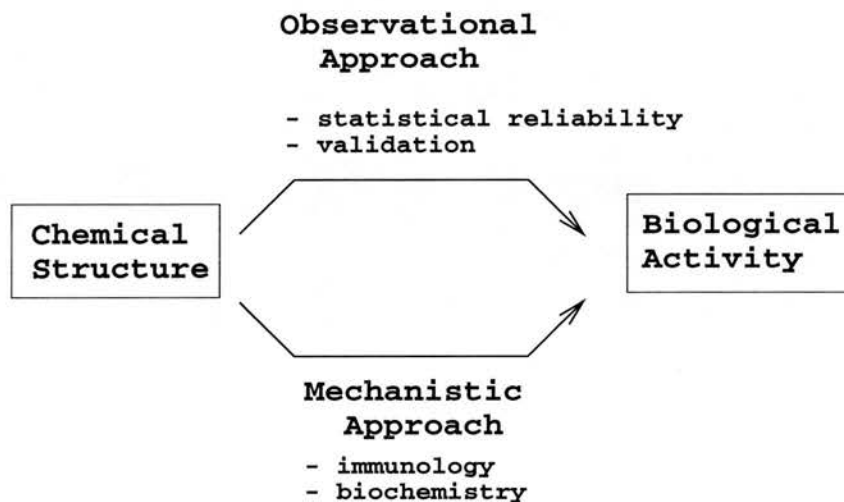 Observational
Approach
- statistical reliability
- validation
Chemical
Structure
Biological
Activity
Mechanistic
Approach
- immunology
- biochemistry